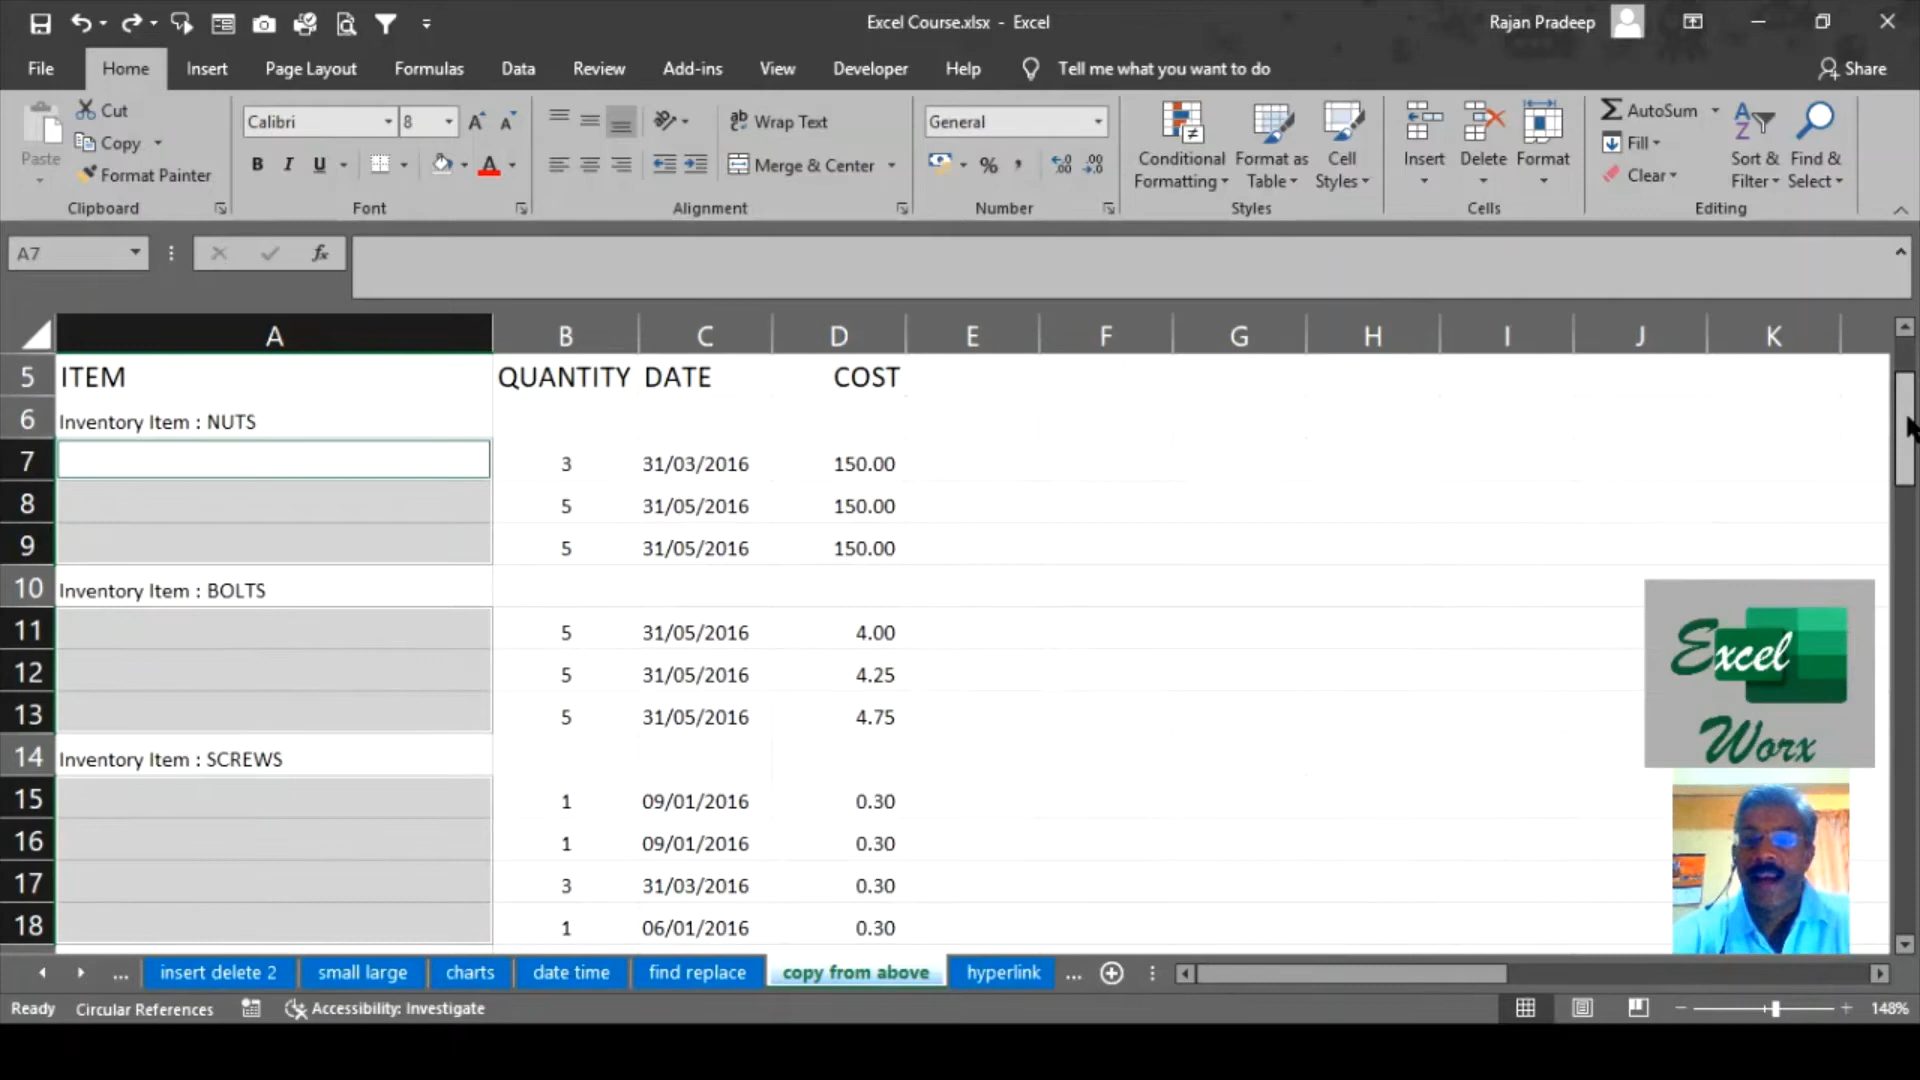 Excel Course.xlsx - Excel
Rajan Pradeep
File Home Insert Page Layout Formulas Data Review Add-ins View Developer Help Tell me what you want to do Share
Paste
Cut
Copy
Format Painter
Clipboard
Calibri 8
B I U
Font
ab Wrap Text
Merge & Center
Alignment
General
%
Number
Conditional Formatting
Format as Table
Cell Styles
Styles
Insert
Delete
Format
Cells
AutoSum
Fill
Clear
Sort & Filter
Find & Select
Editing
A7
fx
A B C D E F G H I J K
5 ITEM QUANTITY DATE COST
6 Inventory Item : NUTS
7 3 31/03/2016 150.00
8 5 31/05/2016 150.00
9 5 31/05/2016 150.00
10 Inventory Item : BOLTS
11 5 31/05/2016 4.00
12 5 31/05/2016 4.25
13 5 31/05/2016 4.75
14 Inventory Item : SCREWS
15 1 09/01/2016 0.30
16 1 09/01/2016 0.30
17 3 31/03/2016 0.30
18 1 06/01/2016 0.30
Excel
Worx
... insert delete 2 small large charts date time find replace copy from above hyperlink ...
Ready Circular References Accessibility: Investigate 148%